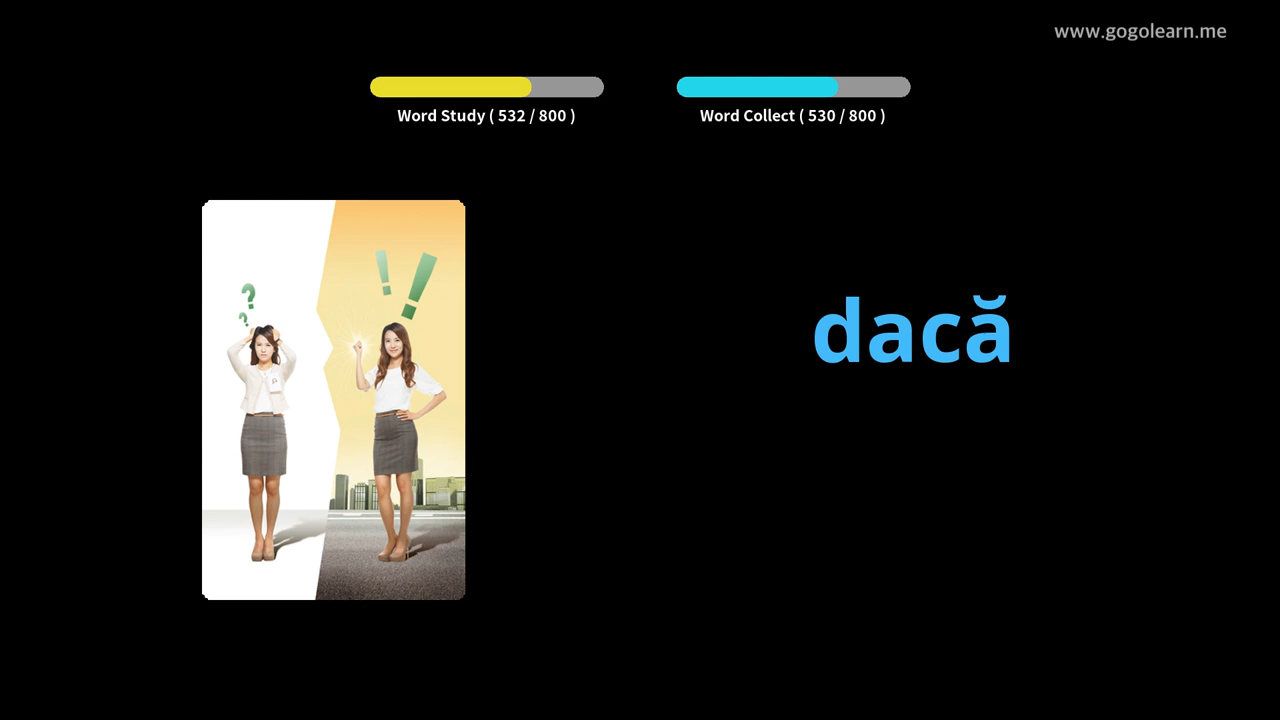 www.gogolearn.me
Word Study ( 532 / 800 )
Word Collect ( 530 / 800 )
? ?
! !
dacă